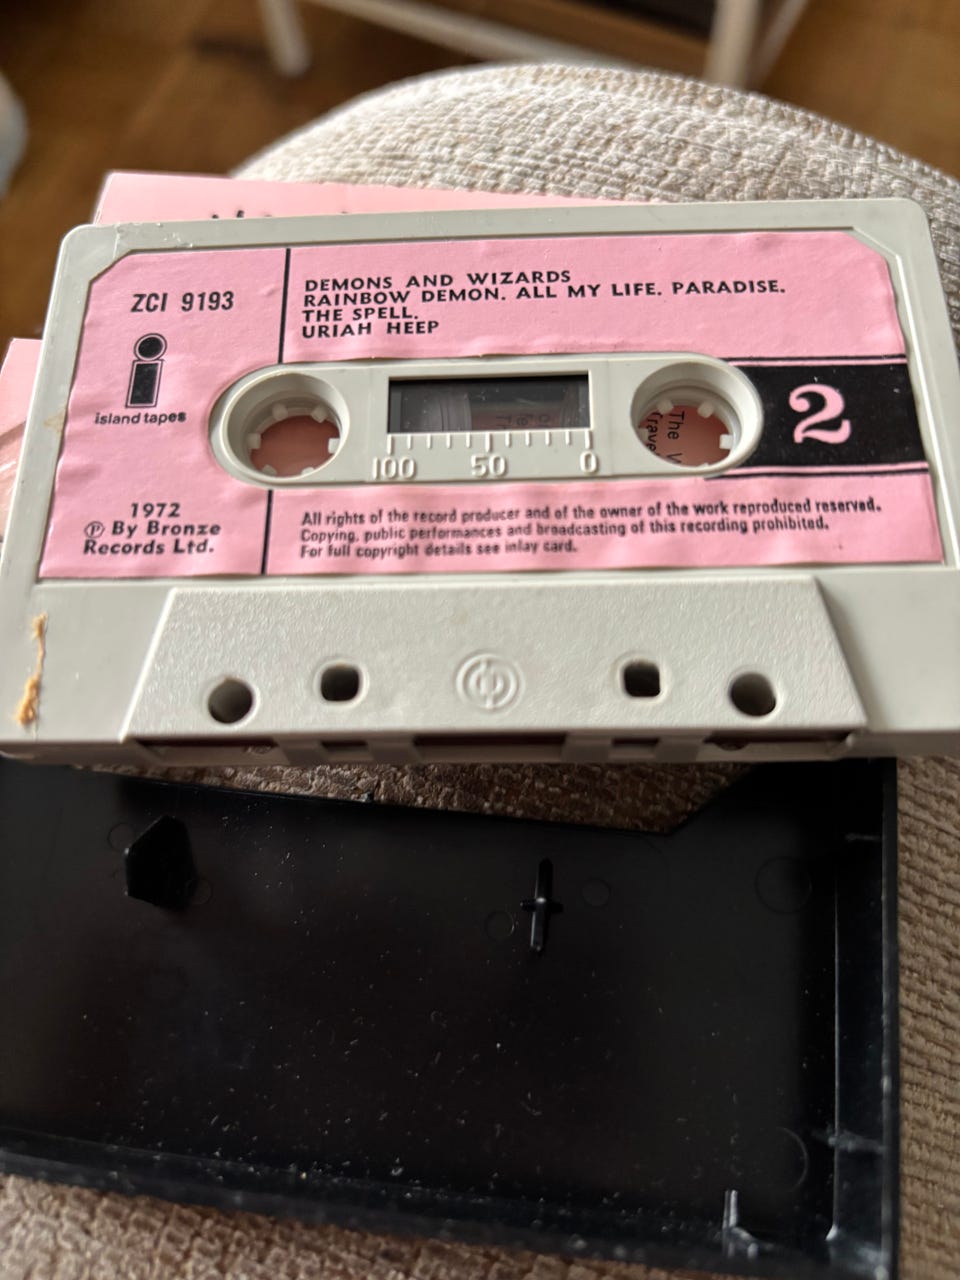 ZCI 9193
island tapes
1972
℗ By Bronze
Records Ltd.
DEMONS AND WIZARDS
RAINBOW DEMON. ALL MY LIFE. PARADISE.
THE SPELL.
URIAH HEEP
2
100 50 0
The
All rights of the record producer and of the owner of the work reproduced reserved.
Copying, public performances and broadcasting of this recording prohibited.
For full copyright details see inlay card.